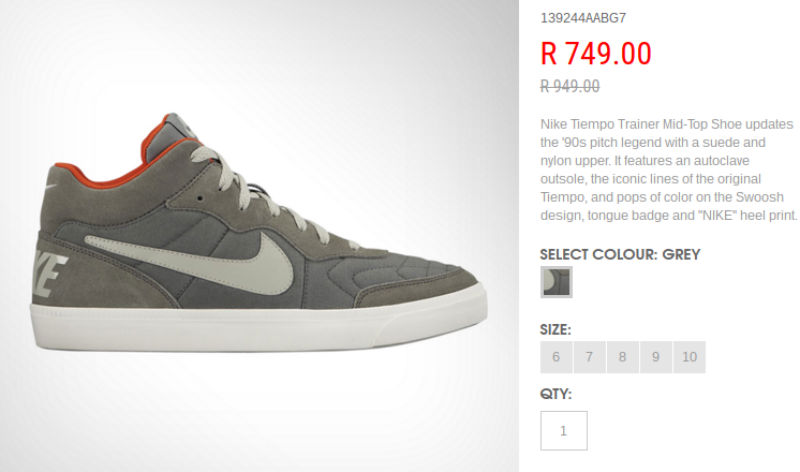 139244AABG7
R 749.00
R 949.00
Nike Tiempo Trainer Mid-Top Shoe updates
the '90s pitch legend with a suede and
nylon upper. It features an autoclave
outsole, the iconic lines of the original
Tiempo, and pops of color on the Swoosh
design, tongue badge and "NIKE" heel print.
SELECT COLOUR: GREY
SIZE:
6 7 8 9 10
QTY:
1
KE